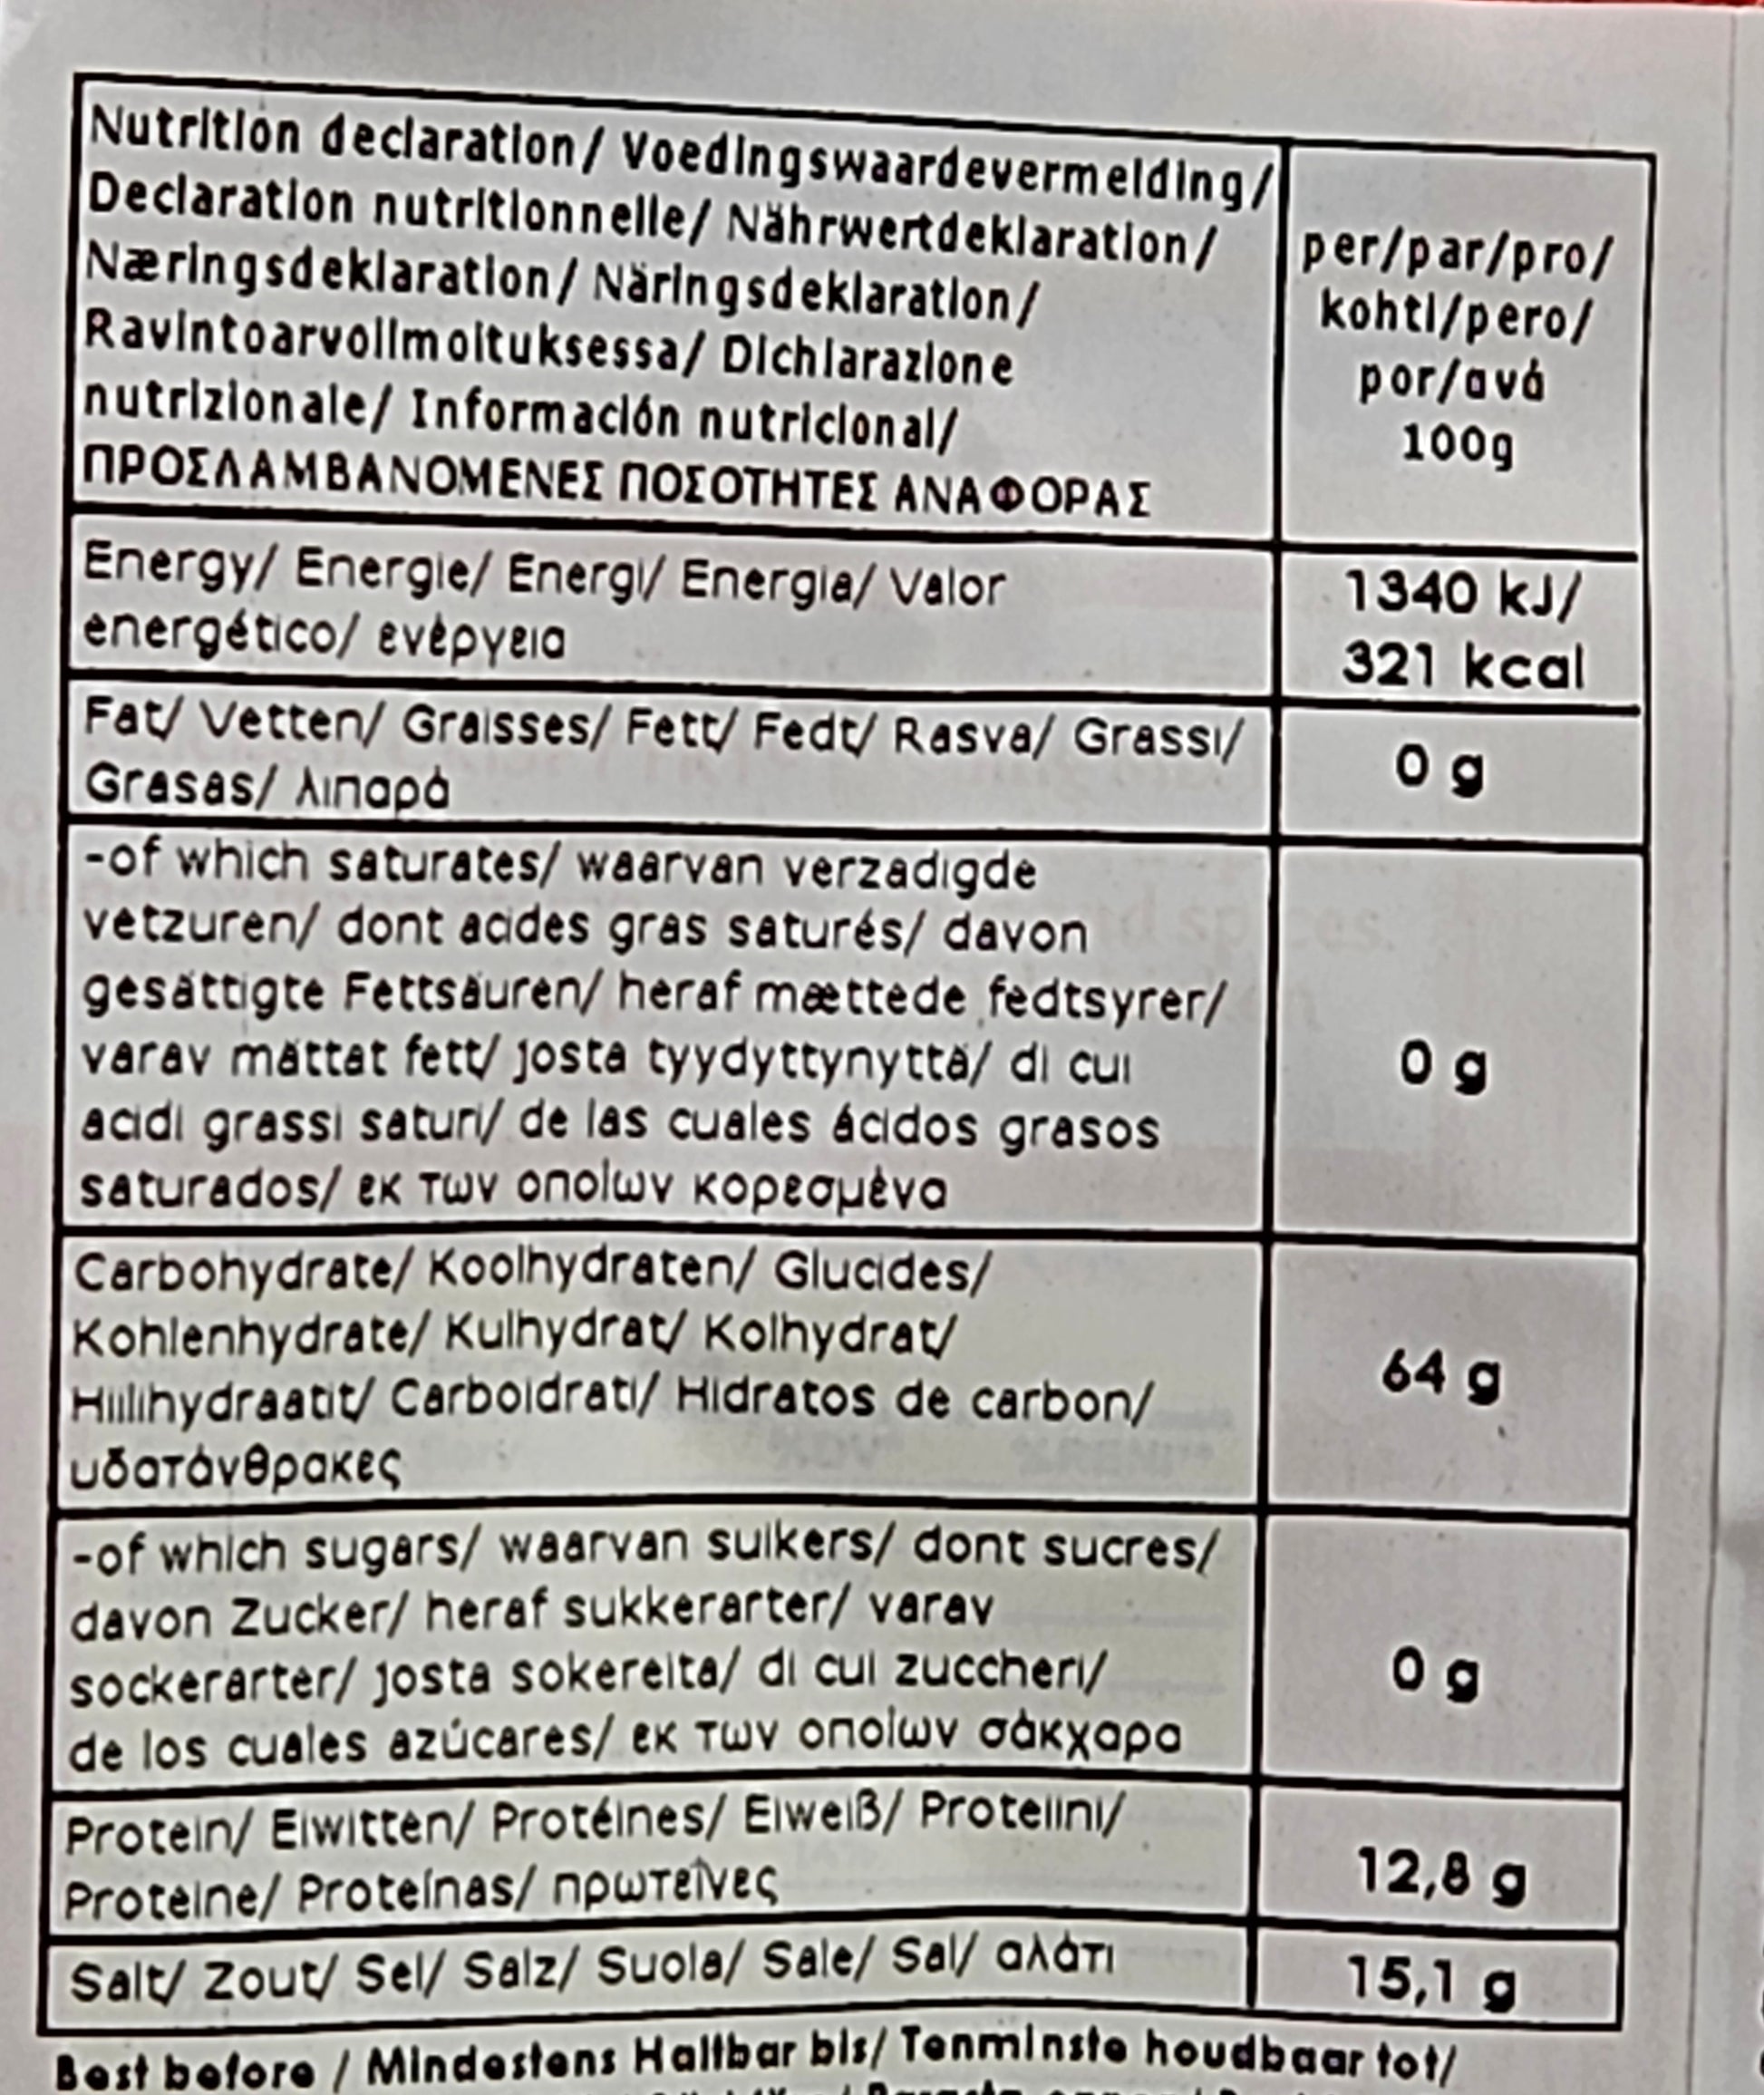 Nutrition declaration/ Voedingswaardevermelding/
Declaration nutritionnelle/ Nährwertdeklaration/
Næringsdeklaration/ Näringsdeklaration/
Ravintoarvoilmoituksessa/ Dichiarazione
nutrizionale/ Información nutricional/
ΠΡΟΣΛΑΜΒΑΝΟΜΕΝΕΣ ΠΟΣΟΤΗΤΕΣ ΑΝΑΦΟΡΑΣ
per/par/pro/
kohti/pero/
por/ανά
100g
Energy/ Energie/ Energi/ Energia/ Valor
energético/ ενέργεια
1340 kJ/
321 kcal
Fat/ Vetten/ Graisses/ Fett/ Fedt/ Rasva/ Grassi/
Grasas/ λιπαρά
0 g
-of which saturates/ waarvan verzadigde
vetzuren/ dont acides gras saturés/ davon
gesättigte Fettsäuren/ heraf mættede fedtsyrer/
varav mättat fett/ josta tyydyttynyttä/ di cui
acidi grassi saturi/ de las cuales ácidos grasos
saturados/ εκ των οποίων κορεσμένα
0 g
Carbohydrate/ Koolhydraten/ Glucides/
Kohlenhydrate/ Kulhydrat/ Kolhydrat/
Hiilihydraatit/ Carboidrati/ Hidratos de carbon/
υδατάνθρακες
64 g
-of which sugars/ waarvan suikers/ dont sucres/
davon Zucker/ heraf sukkerarter/ varav
sockerarter/ josta sokereita/ di cui zuccheri/
de los cuales azúcares/ εκ των οποίων σάκχαρα
0 g
Protein/ Eiwitten/ Protéines/ Eiweiß/ Proteiini/
Proteine/ Proteínas/ πρωτεΐνες
12,8 g
Salt/ Zout/ Sel/ Salz/ Suola/ Sale/ Sal/ αλάτι
15,1 g
Best before / Mindestens Haltbar bis/ Tenminste houdbaar tot/